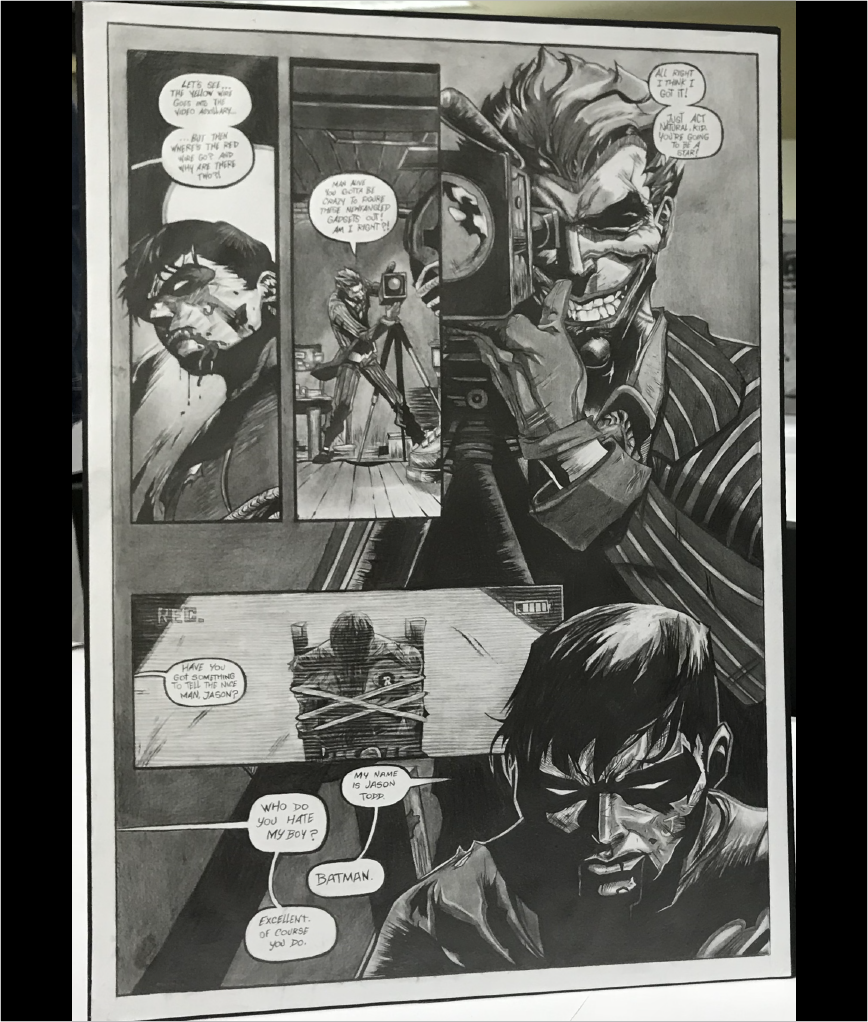 LET'S SEE...
THE YELLOW WIRE
GOES INTO THE
VIDEO AUXILIARY...
...BUT THEN
WHERE'S THE RED
WIRE GO? AND
WHY ARE THERE
TWO?!
MAN ALIVE
YOU GOTTA BE
CRAZY TO FIGURE
THESE NEWFANGLED
GADGETS OUT!
AM I RIGHT?!
ALL RIGHT
I THINK I
GOT IT!
JUST ACT
NATURAL, KID.
YOU'RE GOING
TO BE A
STAR!
REC.
R
HAVE YOU
GOT SOMETHING
TO TELL THE NICE
MAN, JASON?
MY NAME
IS JASON
TODD.
WHO DO
YOU HATE
MY BOY?
BATMAN.
EXCELLENT.
OF COURSE
YOU DO.